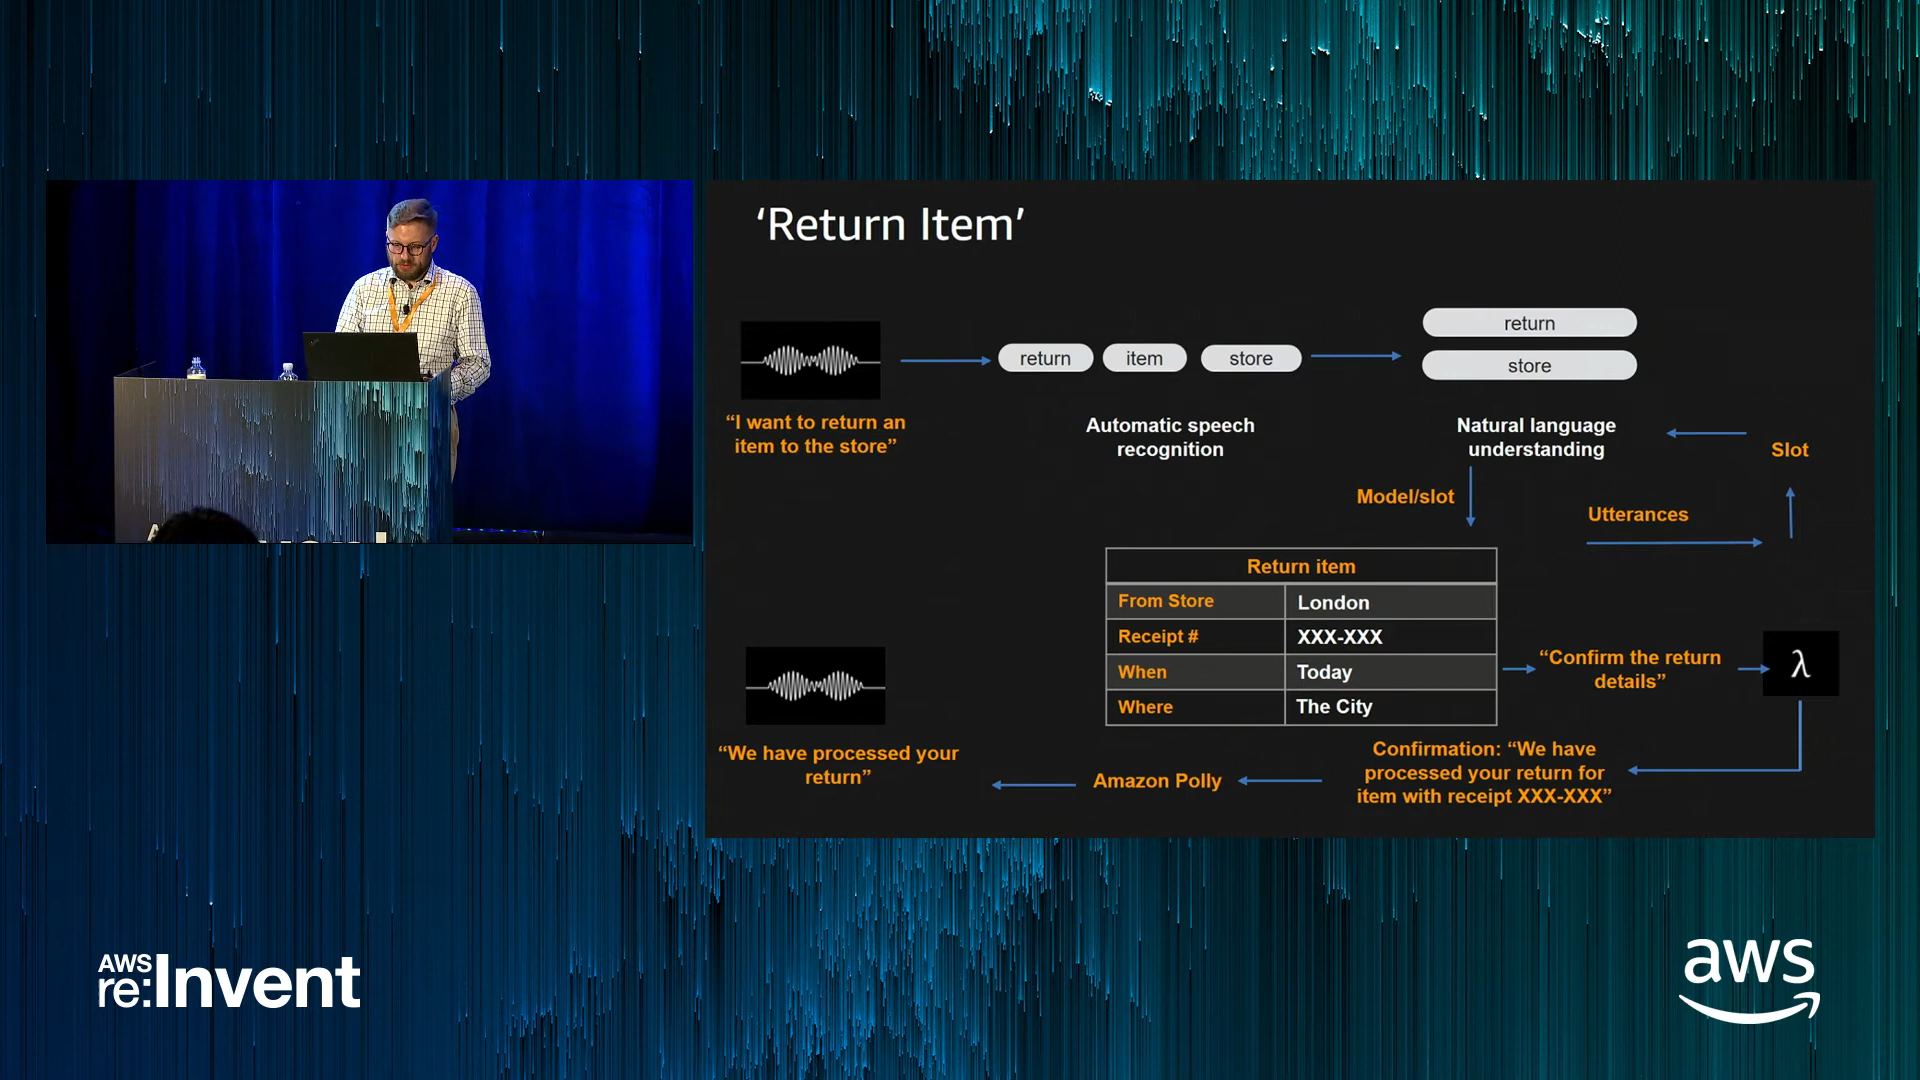 ‘Return Item’
return
item
store
return
store
“I want to return an
item to the store”
Automatic speech
recognition
Natural language
understanding
Slot
Model/slot
Utterances
Return item
From Store
London
Receipt #
XXX-XXX
When
Today
Where
The City
“Confirm the return
details”
λ
“We have processed your
return”
Amazon Polly
Confirmation: “We have
processed your return for
item with receipt XXX-XXX”
AWS
re:Invent
aws